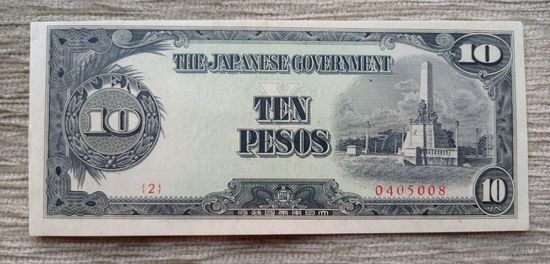 10
THE JAPANESE GOVERNMENT
TEN
10
TEN
PESOS
{2}
0405008
10